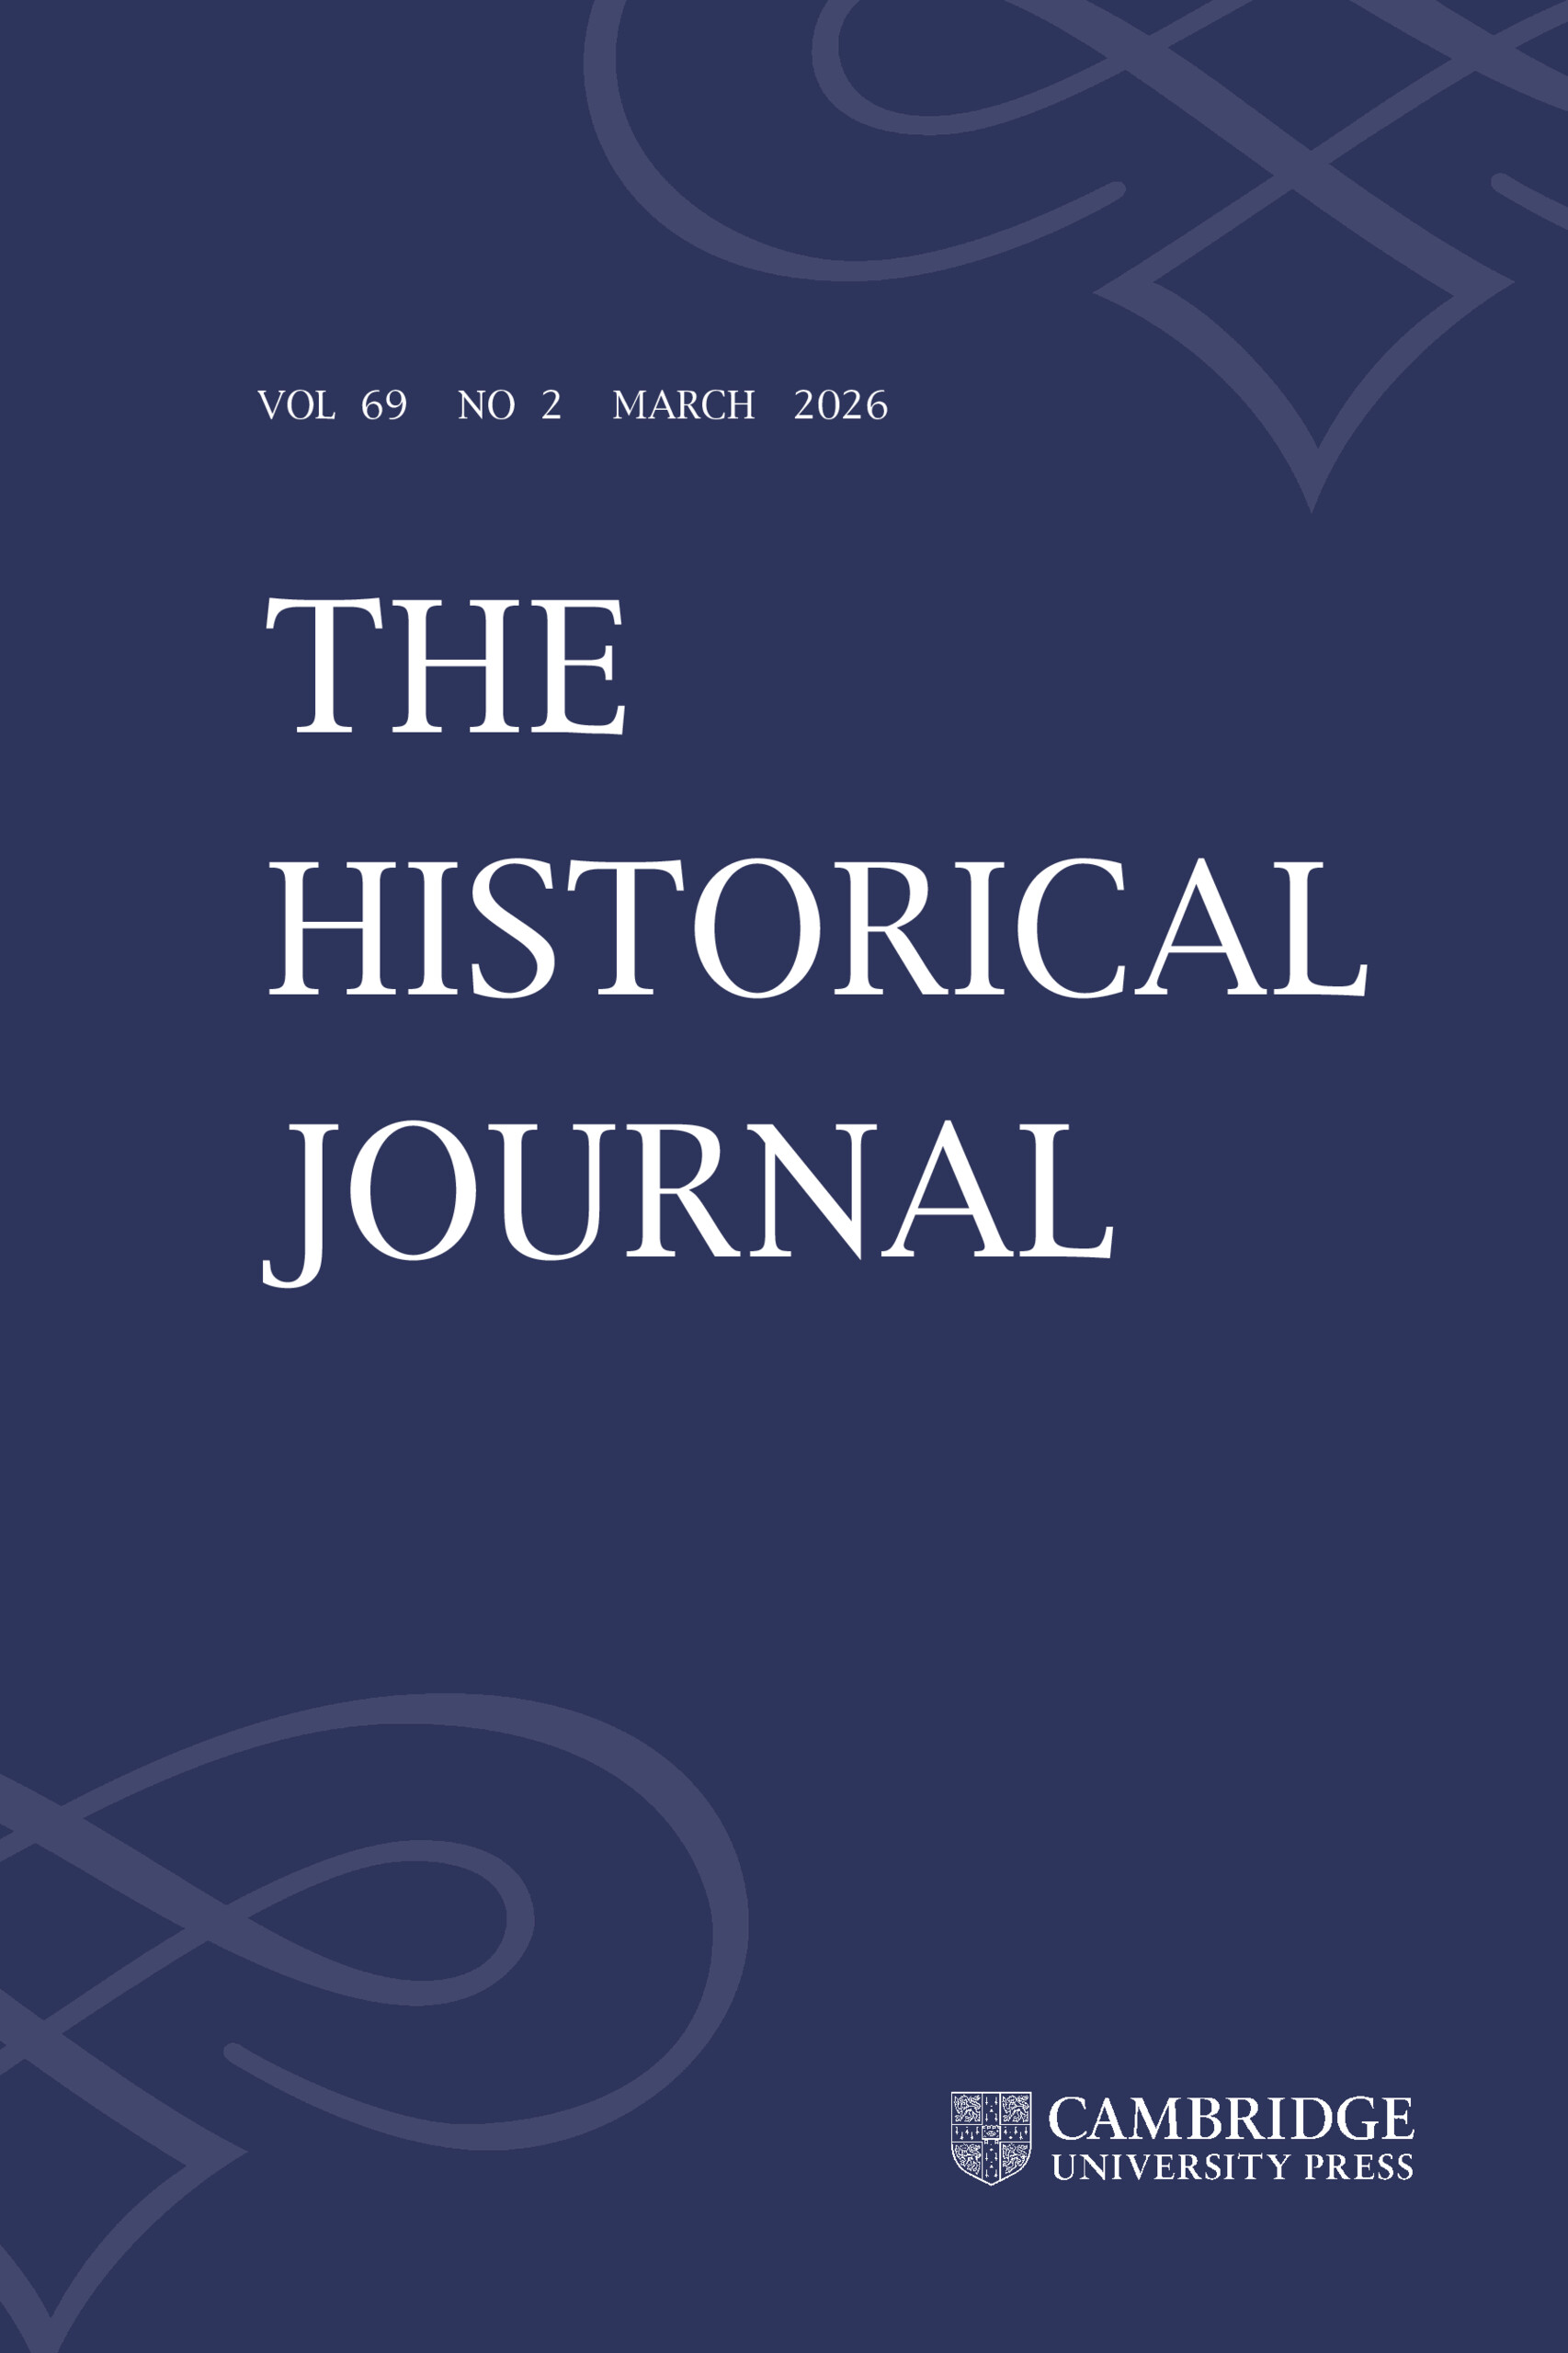 VOL 69 NO 2 MARCH 2026
THE
HISTORICAL
JOURNAL
CAMBRIDGE
UNIVERSITY PRESS